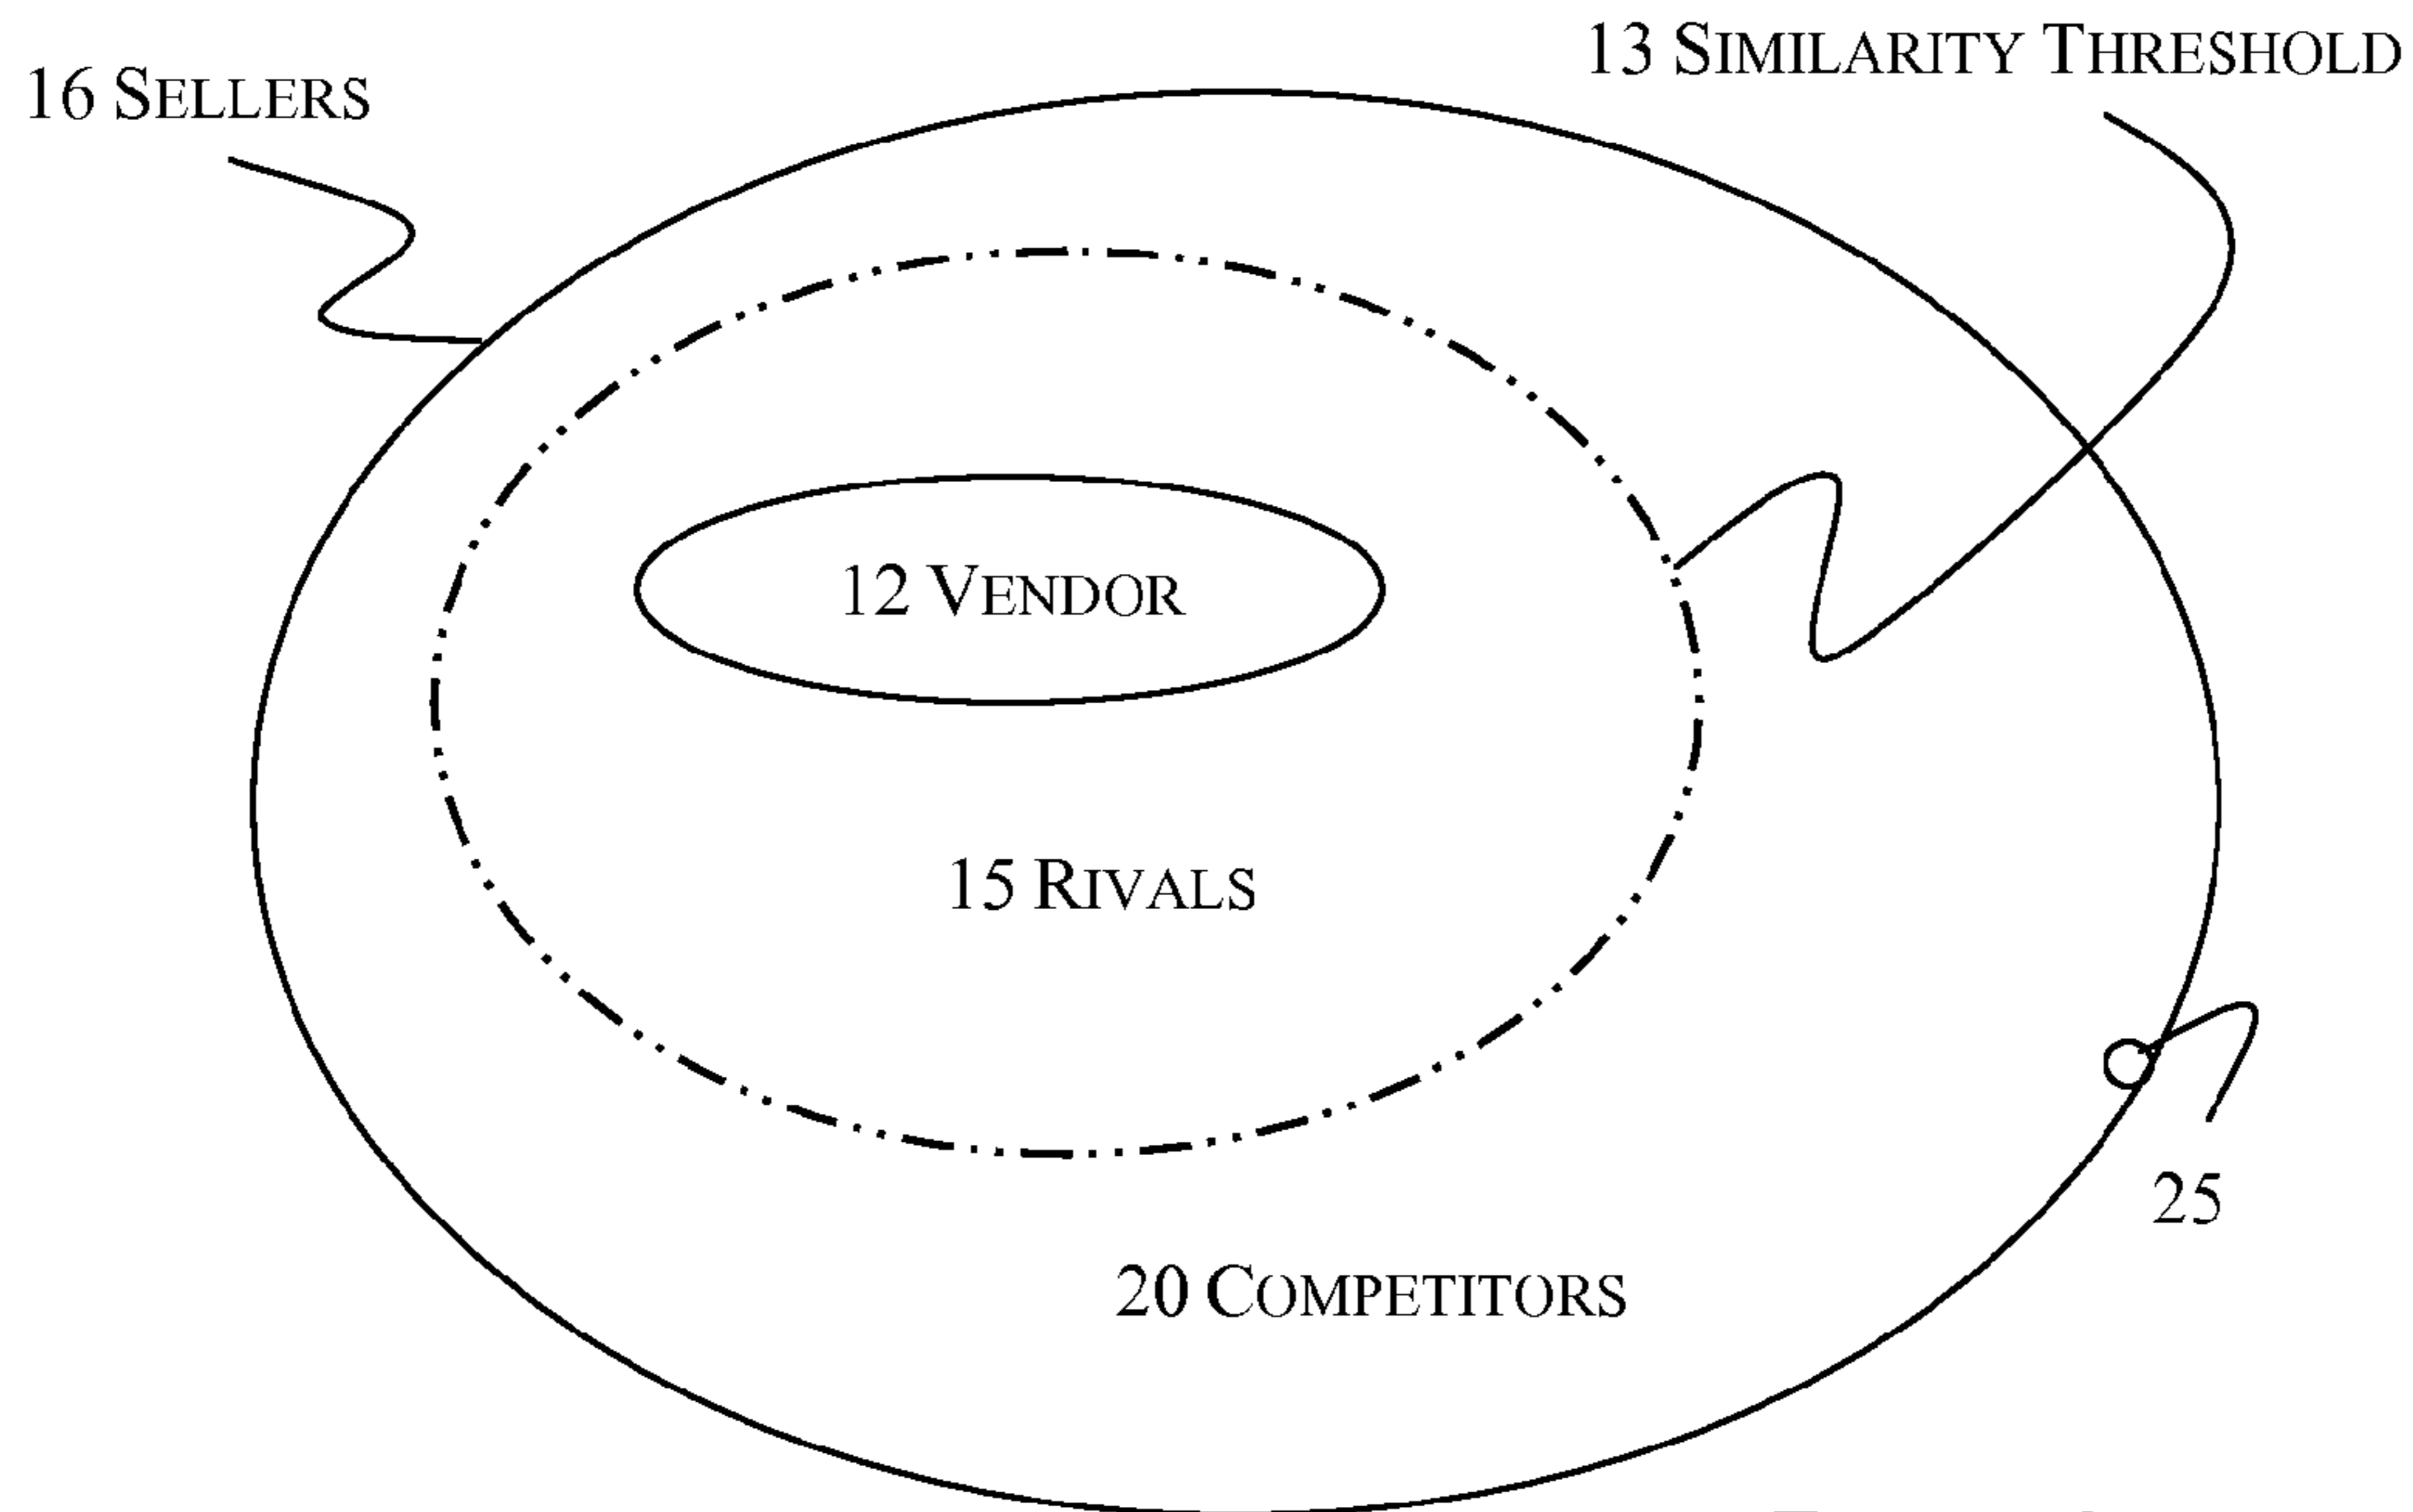 13 SIMILARITY THRESHOLD
16 SELLERS
12 VENDOR
15 RIVALS
25
20 COMPETITORS